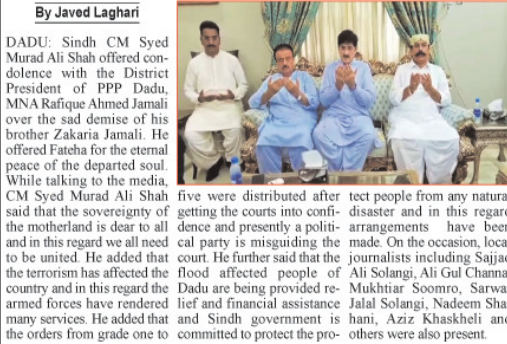 By Javed Laghari
DADU: Sindh CM Syed
Murad Ali Shah offered con-
dolence with the District
President of PPP Dadu,
MNA Rafique Ahmed Jamali
over the sad demise of his
brother Zakaria Jamali. He
offered Fateha for the eternal
peace of the departed soul.
While talking to the media,
CM Syed Murad Ali Shah
said that the sovereignty of
the motherland is dear to all
and in this regard we all need
to be united. He added that
the terrorism has affected the
country and in this regard the
armed forces have rendered
many services. He added that
the orders from grade one to
five were distributed after
getting the courts into confi-
dence and presently a politi-
cal party is misguiding the
court. He further said that the
flood affected people of
Dadu are being provided re-
lief and financial assistance
and Sindh government is
committed to protect the pro-
tect people from any natura
disaster and in this regar
arrangements have bee
made. On the occasion, loca
journalists including Sajja
Ali Solangi, Ali Gul Channa
Mukhtiar Soomro, Sarwa
Jalal Solangi, Nadeem Sha
hani, Aziz Khaskheli an
others were also present.